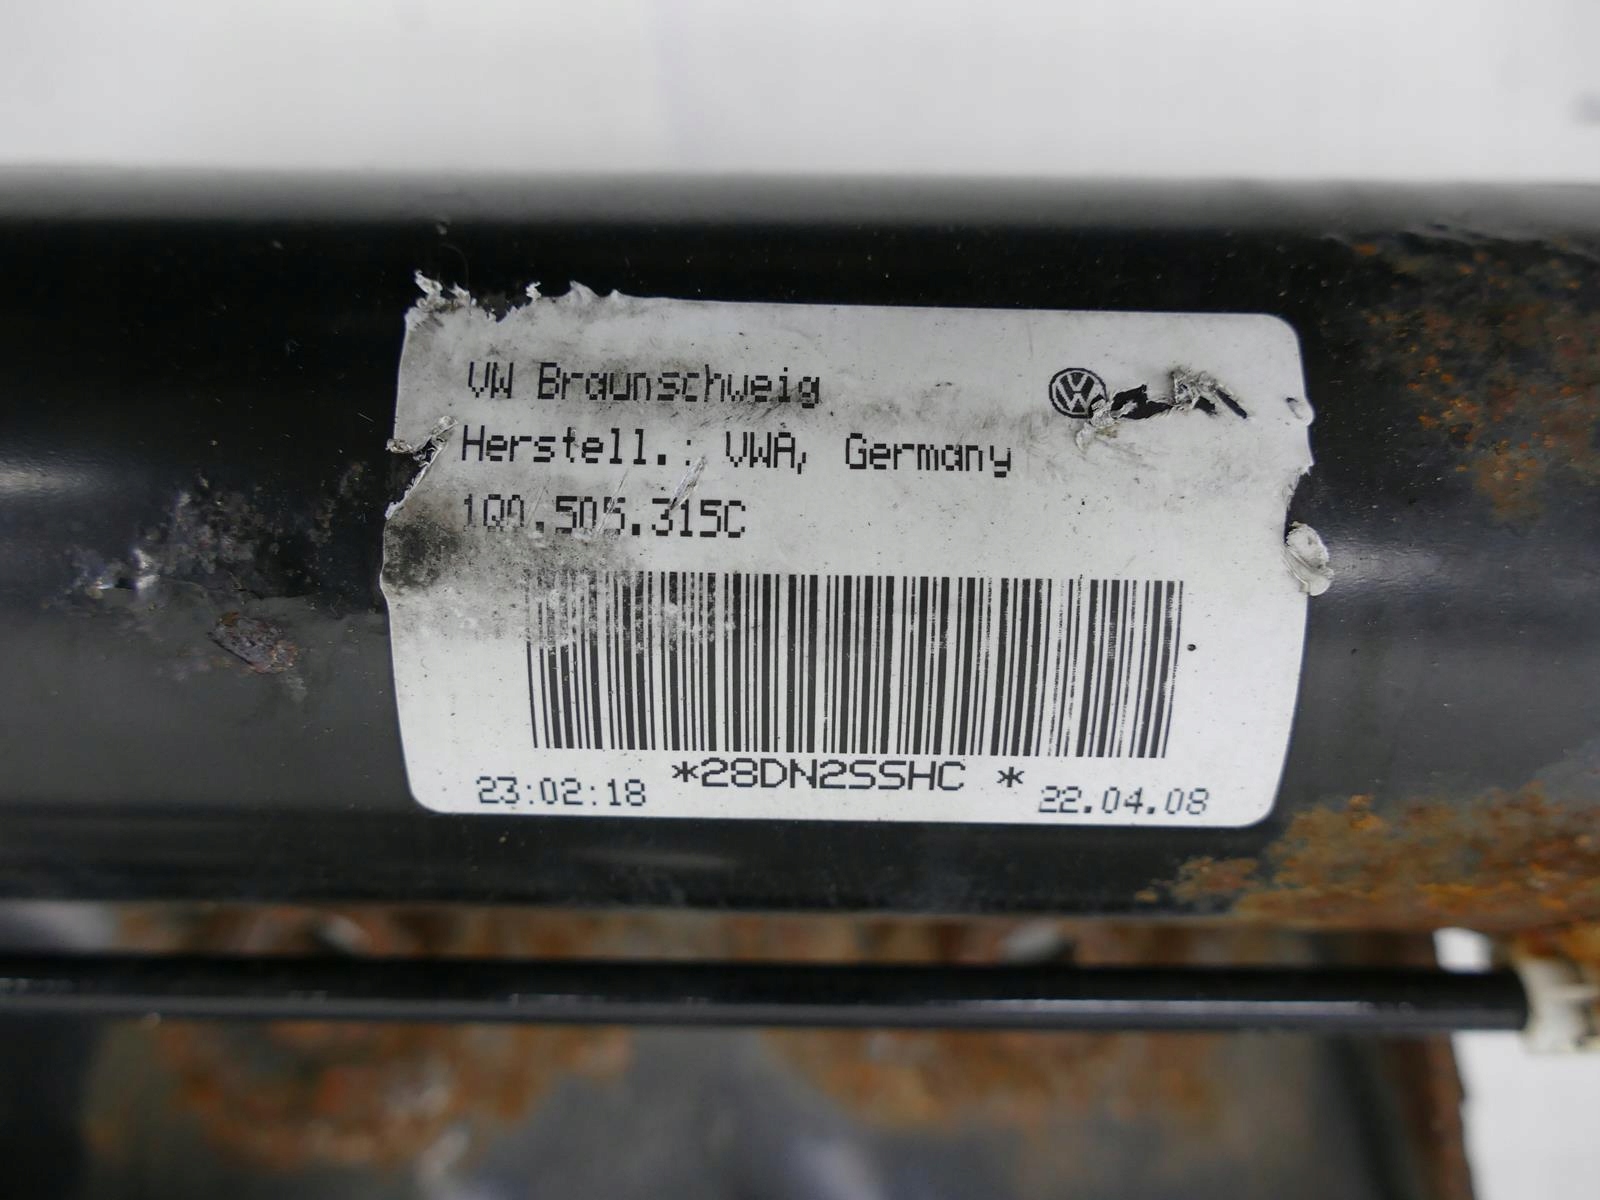 VW Braunschweig
Herstell.: VWA, Germany
1Q0.505.315C
*28DN2SSHC *
23:02:18
22.04.08